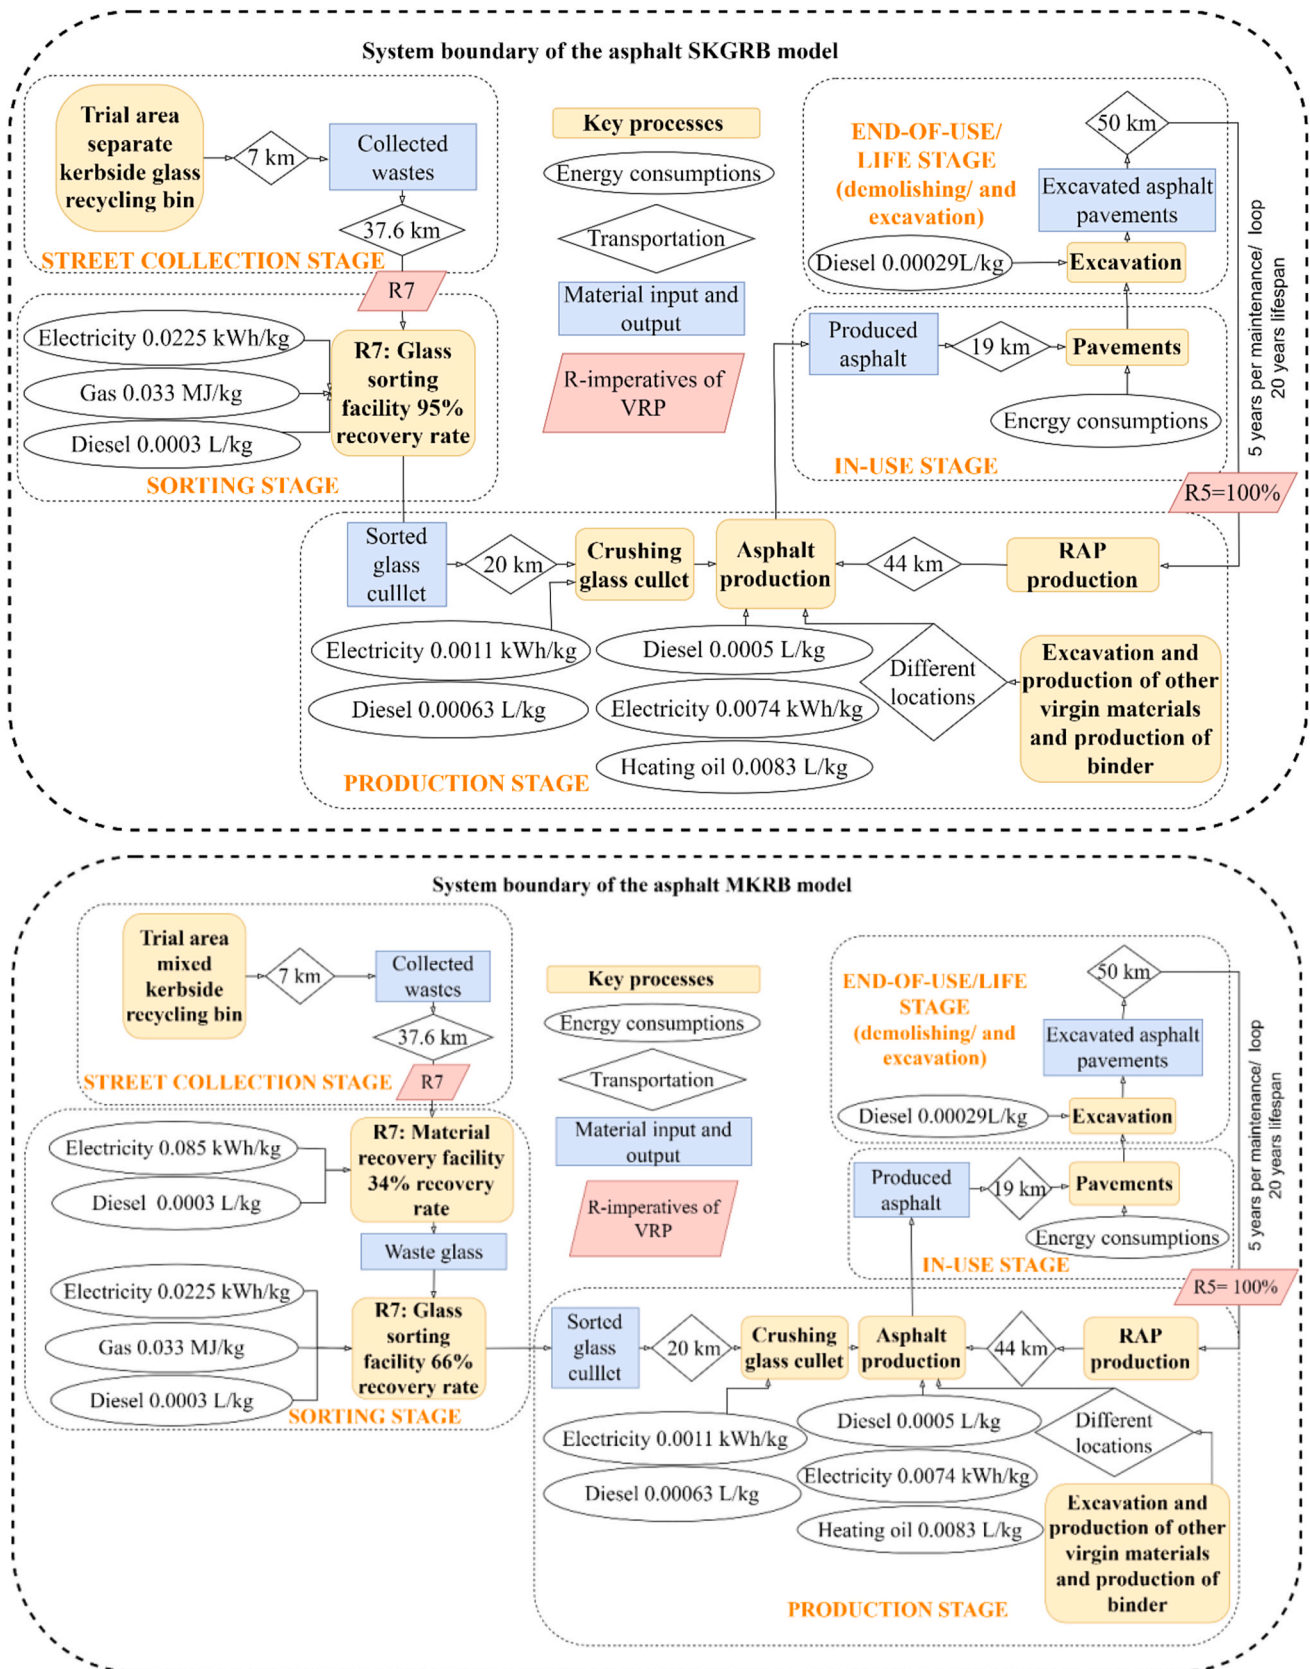 System boundary of the asphalt SKGRB model
Trial area
separate
kerbside glass
recycling bin
7 km
Collected
wastes
37.6 km
STREET COLLECTION STAGE
R7
Electricity 0.0225 kWh/kg
Gas 0.033 MJ/kg
Diesel 0.0003 L/kg
R7: Glass
sorting
facility 95%
recovery rate
SORTING STAGE
Key processes
Energy consumptions
Transportation
Material input and
output
R-imperatives of
VRP
END-OF-USE/
LIFE STAGE
(demolishing/ and
excavation)
50 km
Excavated asphalt
pavements
Diesel 0.00029L/kg
Excavation
Produced
asphalt
19 km
Pavements
Energy consumptions
IN-USE STAGE
5 years per maintenance/ loop
20 years lifespan
R5=100%
Sorted
glass
culllet
20 km
Crushing
glass cullet
Asphalt
production
44 km
RAP
production
Electricity 0.0011 kWh/kg
Diesel 0.00063 L/kg
Diesel 0.0005 L/kg
Electricity 0.0074 kWh/kg
Heating oil 0.0083 L/kg
Different
locations
Excavation and
production of other
virgin materials
and production of
binder
PRODUCTION STAGE
System boundary of the asphalt MKRB model
Trial area
mixed
kerbside
recycling bin
7 km
Collected
wastes
37.6 km
STREET COLLECTION STAGE
R7
Electricity 0.085 kWh/kg
Diesel 0.0003 L/kg
R7: Material
recovery facility
34% recovery
rate
Waste glass
Electricity 0.0225 kWh/kg
Gas 0.033 MJ/kg
Diesel 0.0003 L/kg
R7: Glass
sorting
facility 66%
recovery rate
SORTING STAGE
Key processes
Energy consumptions
Transportation
Material input and
output
R-imperatives of
VRP
END-OF-USE/LIFE
STAGE
(demolishing/ and
excavation)
50 km
Excavated asphalt
pavements
Diesel 0.00029L/kg
Excavation
Produced
asphalt
19 km
Pavements
Energy consumptions
IN-USE STAGE
5 years per maintenance/ loop
20 years lifespan
R5= 100%
Sorted
glass
culllet
20 km
Crushing
glass cullet
Asphalt
production
44 km
RAP
production
Electricity 0.0011 kWh/kg
Diesel 0.00063 L/kg
Diesel 0.0005 L/kg
Electricity 0.0074 kWh/kg
Heating oil 0.0083 L/kg
Different
locations
Excavation and
production of other
virgin materials
and production of
binder
PRODUCTION STAGE